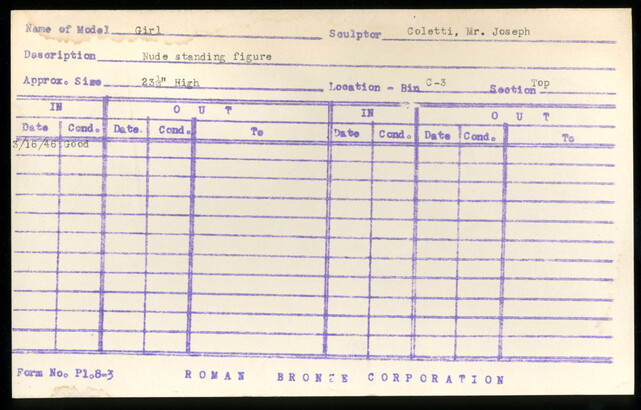 Name of Model Girl Sculptor Coletti, Mr. Joseph
Description Nude standing figure
Approx. Size 23½" High Location - Bin C-3 Section Top
IN OUT IN OUT
Date Cond. Date Cond. To Date Cond. Date Cond. To
3/16/46 Good
Form No. P1.8-3 ROMAN BRONZE CORPORATION